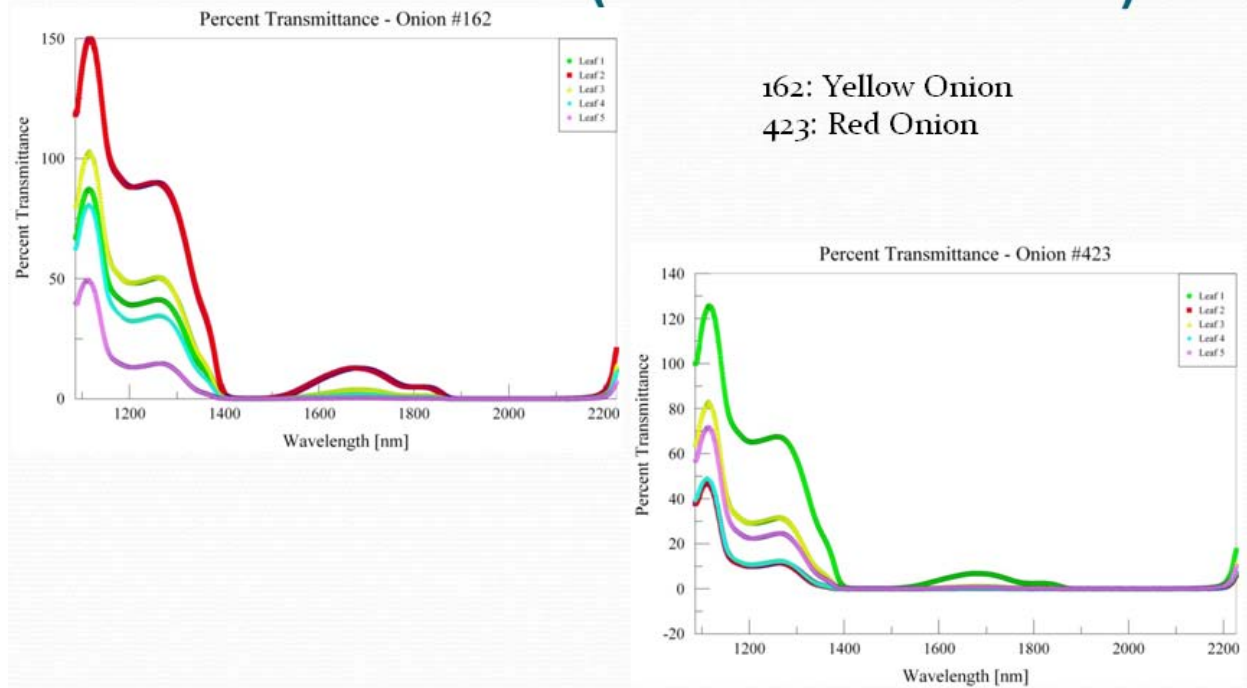 Percent Transmittance - Onion #162
150
100
50
0
Percent Transmittance
1200
1400
1600
1800
2000
2200
Wavelength [nm]
Leaf 1
Leaf 2
Leaf 3
Leaf 4
Leaf 5
162: Yellow Onion
423: Red Onion
Percent Transmittance - Onion #423
140
120
100
80
60
40
20
0
-20
Percent Transmittance
1200
1400
1600
1800
2000
2200
Wavelength [nm]
Leaf 1
Leaf 2
Leaf 3
Leaf 4
Leaf 5